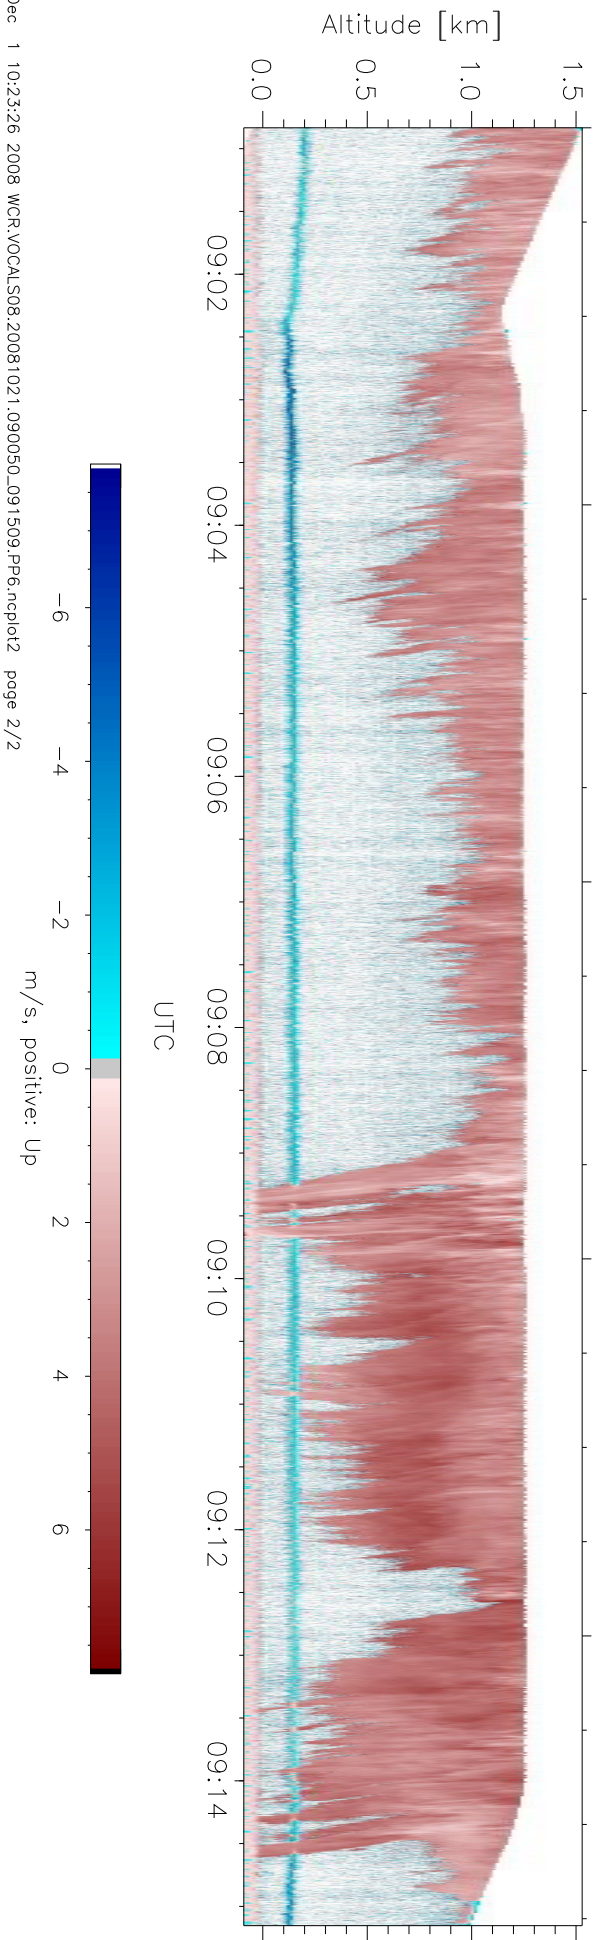 Altitude [km]
0.0 0.5 1.0 1.5
09:02 09:04 09:06 09:08 09:10 09:12 09:14
UTC
-6 -4 -2 0 2 4 6
m/s, positive: Up
Dec 1 10:23:26 2008 WCR.VOCALS08.20081021.090050_091509.PP6.ncplot2 page 2/2